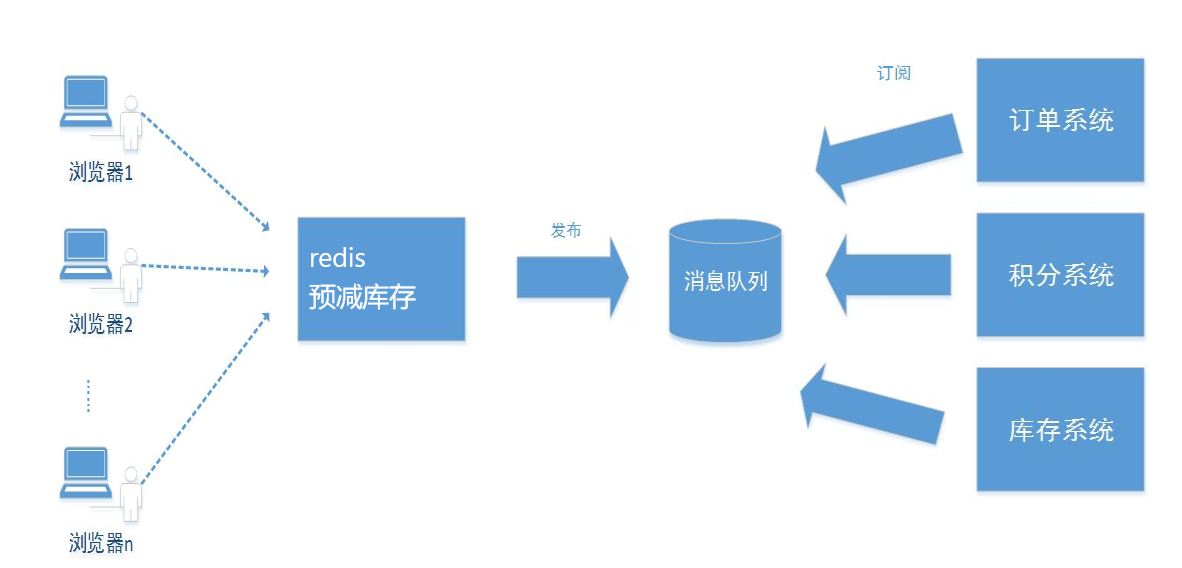 浏览器1
浏览器2
浏览器n
redis
预减库存
发布
消息队列
订阅
订单系统
积分系统
库存系统